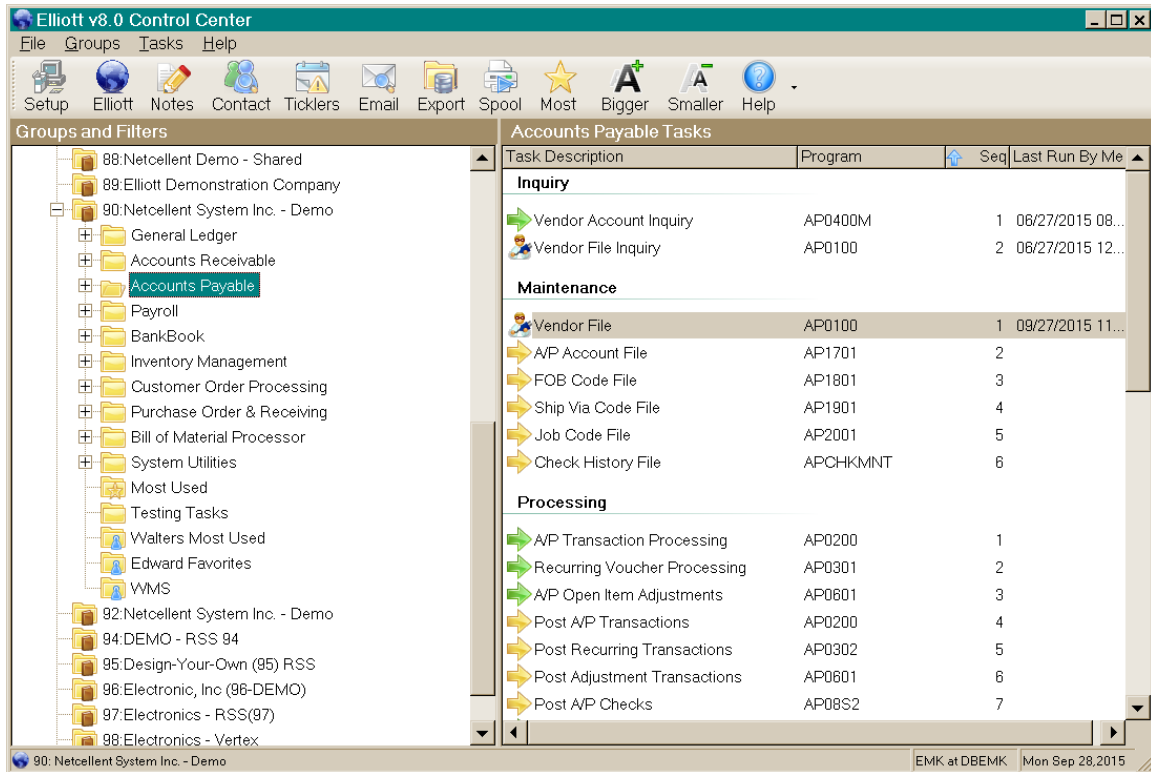 Elliott v8.0 Control Center
File Groups Tasks Help
Setup Elliott Notes Contact Ticklers Email Export Spool Most Bigger Smaller Help
Groups and Filters
88:Netcellent Demo - Shared
89:Elliott Demonstration Company
90:Netcellent System Inc. - Demo
General Ledger
Accounts Receivable
Accounts Payable
Payroll
BankBook
Inventory Management
Customer Order Processing
Purchase Order & Receiving
Bill of Material Processor
System Utilities
Most Used
Testing Tasks
Walters Most Used
Edward Favorites
WMS
92:Netcellent System Inc. - Demo
94:DEMO - RSS 94
95:Design-Your-Own (95) RSS
96:Electronic, Inc (96-DEMO)
97:Electronics - RSS(97)
98:Electronics - Vertex
Accounts Payable Tasks
Task Description Program Seq Last Run By Me
Inquiry
Vendor Account Inquiry AP0400M 1 06/27/2015 08...
Vendor File Inquiry AP0100 2 06/27/2015 12...
Maintenance
Vendor File AP0100 1 09/27/2015 11...
A/P Account File AP1701 2
FOB Code File AP1801 3
Ship Via Code File AP1901 4
Job Code File AP2001 5
Check History File APCHKMNT 6
Processing
A/P Transaction Processing AP0200 1
Recurring Voucher Processing AP0301 2
A/P Open Item Adjustments AP0601 3
Post A/P Transactions AP0200 4
Post Recurring Transactions AP0302 5
Post Adjustment Transactions AP0601 6
Post A/P Checks AP08S2 7
90: Netcellent System Inc. - Demo EMK at DBEMK Mon Sep 28,2015